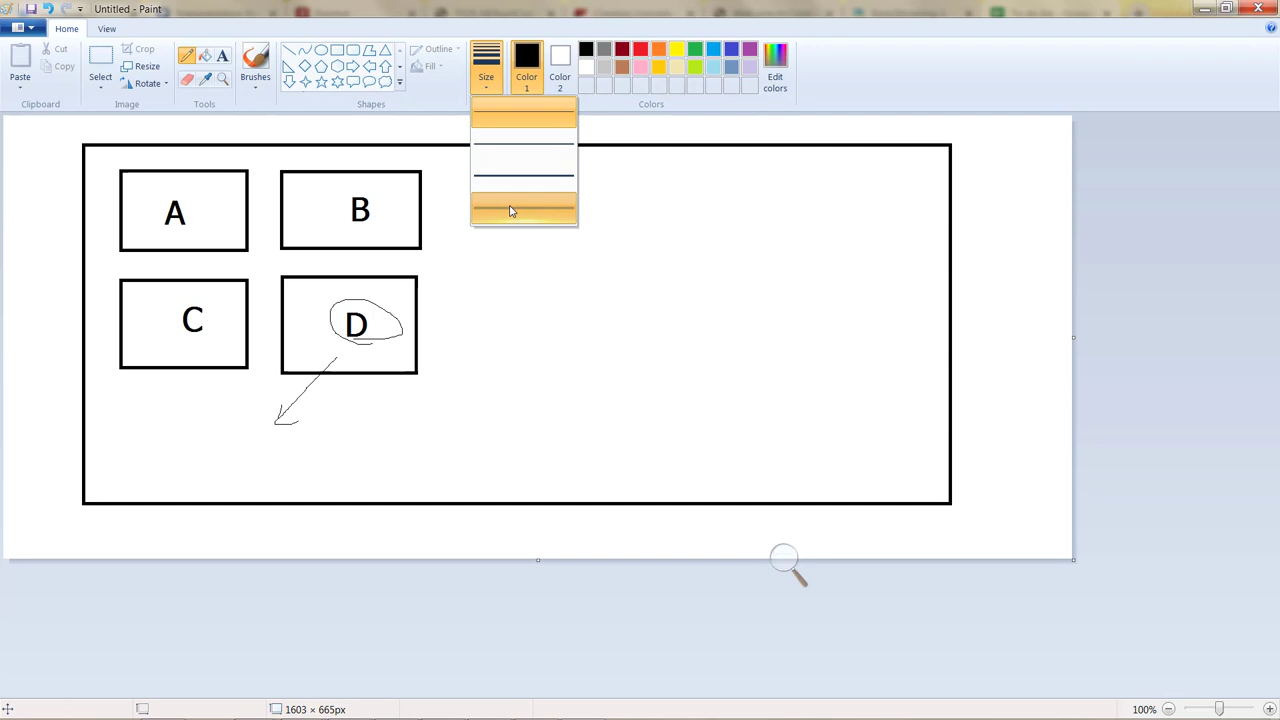 Untitled - Paint
Home View
Paste
Cut
Copy
Clipboard
Select
Crop
Resize
Rotate
Image
A
Tools
Brushes
Shapes
Outline
Fill
Size
Color 1
Color 2
Edit colors
Colors
A B
C D
1603 × 665px
100%